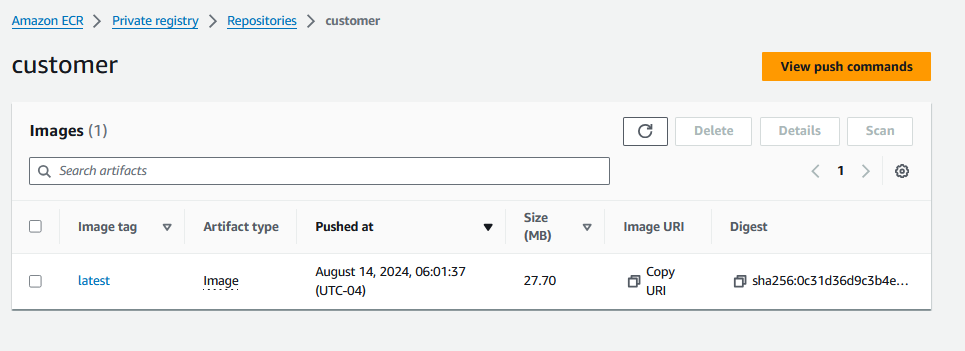 Amazon ECR > Private registry > Repositories > customer
customer
View push commands
Images (1)
Delete
Details
Scan
Search artifacts
1
Image tag
Artifact type
Pushed at
Size
(MB)
Image URI
Digest
latest
Image
August 14, 2024, 06:01:37
(UTC-04)
27.70
Copy
URI
sha256:0c31d36d9c3b4e...